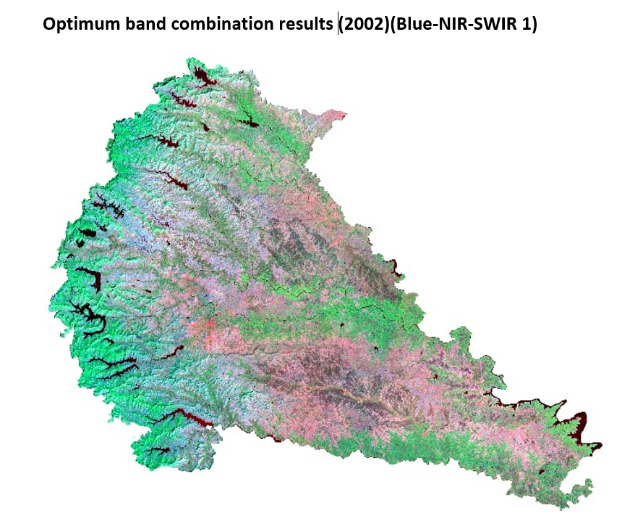 Optimum band combination results (2002)(Blue-NIR-SWIR 1)